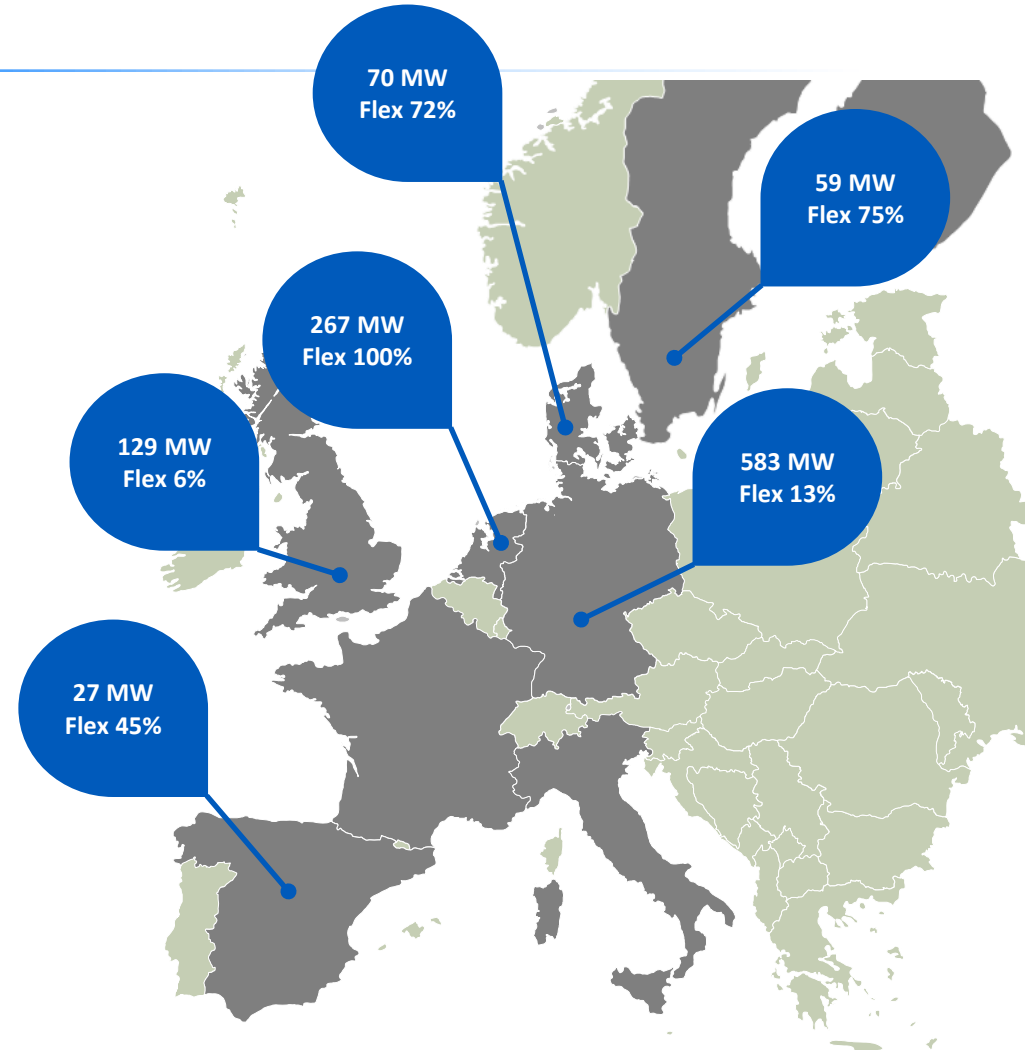 70 MW
Flex 72%
59 MW
Flex 75%
267 MW
Flex 100%
129 MW
Flex 6%
583 MW
Flex 13%
27 MW
Flex 45%